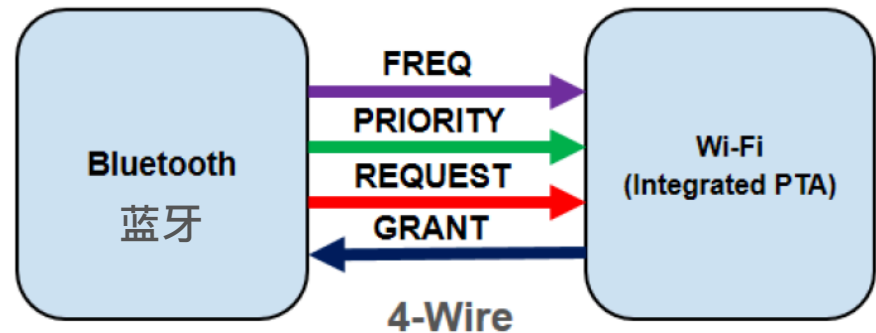 Bluetooth
蓝牙
FREQ
PRIORITY
REQUEST
GRANT
4-Wire
Wi-Fi
(Integrated PTA)